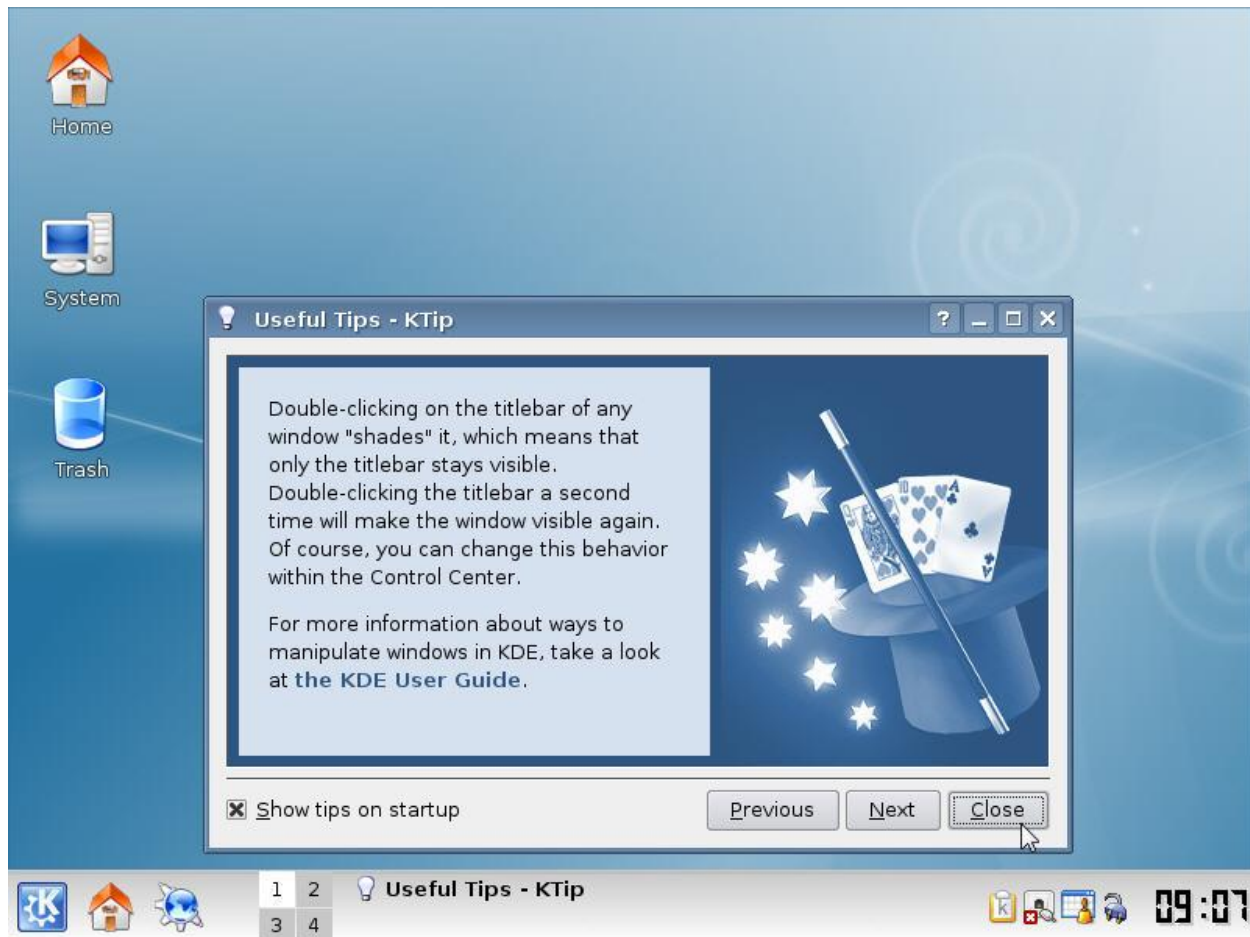 Home
System
Trash
Useful Tips - KTip
Double-clicking on the titlebar of any
window "shades" it, which means that
only the titlebar stays visible.
Double-clicking the titlebar a second
time will make the window visible again.
Of course, you can change this behavior
within the Control Center.
For more information about ways to
manipulate windows in KDE, take a look
at the KDE User Guide.
Show tips on startup
Previous
Next
Close
1 2
3 4
Useful Tips - KTip
09:07